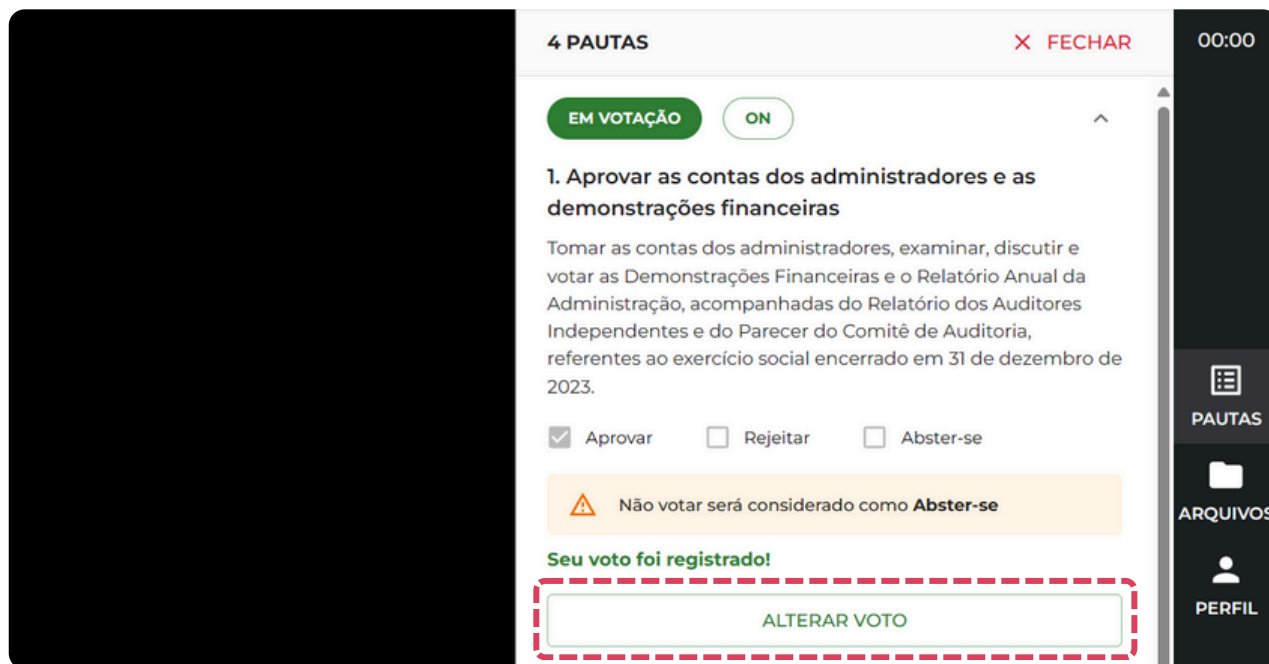 4 PAUTAS
FECHAR
00:00
EM VOTAÇÃO
ON
1. Aprovar as contas dos administradores e as
demonstrações financeiras
Tomar as contas dos administradores, examinar, discutir e
votar as Demonstrações Financeiras e o Relatório Anual da
Administração, acompanhadas do Relatório dos Auditores
Independentes e do Parecer do Comitê de Auditoria,
referentes ao exercício social encerrado em 31 de dezembro de
2023.
Aprovar
Rejeitar
Abster-se
Não votar será considerado como Abster-se
Seu voto foi registrado!
ALTERAR VOTO
PAUTAS
ARQUIVOS
PERFIL